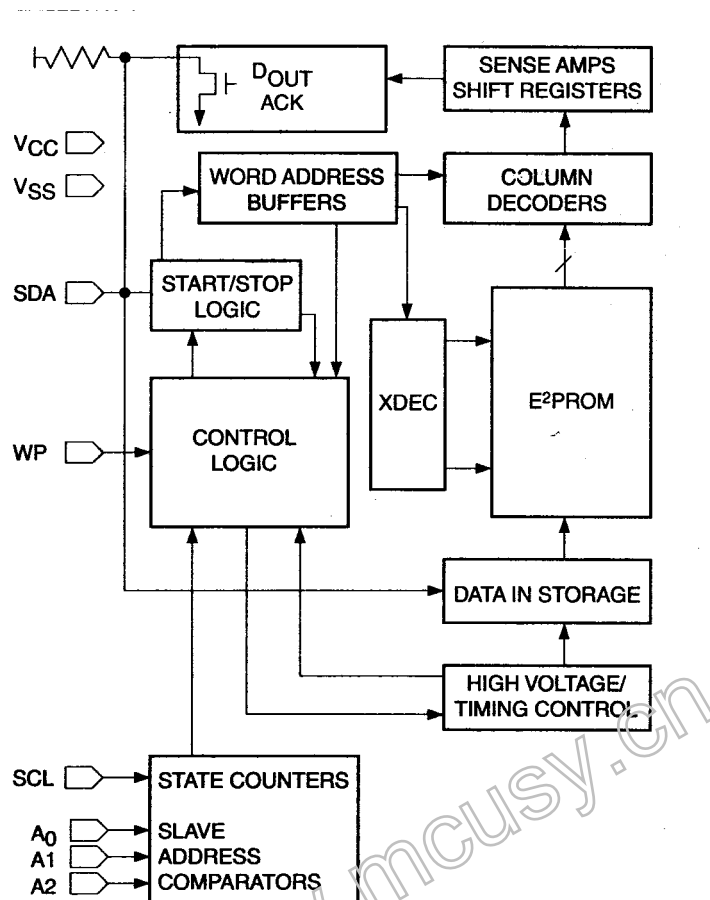 DOUT
ACK
SENSE AMPS
SHIFT REGISTERS
VCC
VSS
WORD ADDRESS
BUFFERS
COLUMN
DECODERS
SDA
START/STOP
LOGIC
XDEC
E²PROM
WP
CONTROL
LOGIC
DATA IN STORAGE
HIGH VOLTAGE/
TIMING CONTROL
SCL
STATE COUNTERS
A0
SLAVE
A1
ADDRESS
A2
COMPARATORS
.mcusy.cn